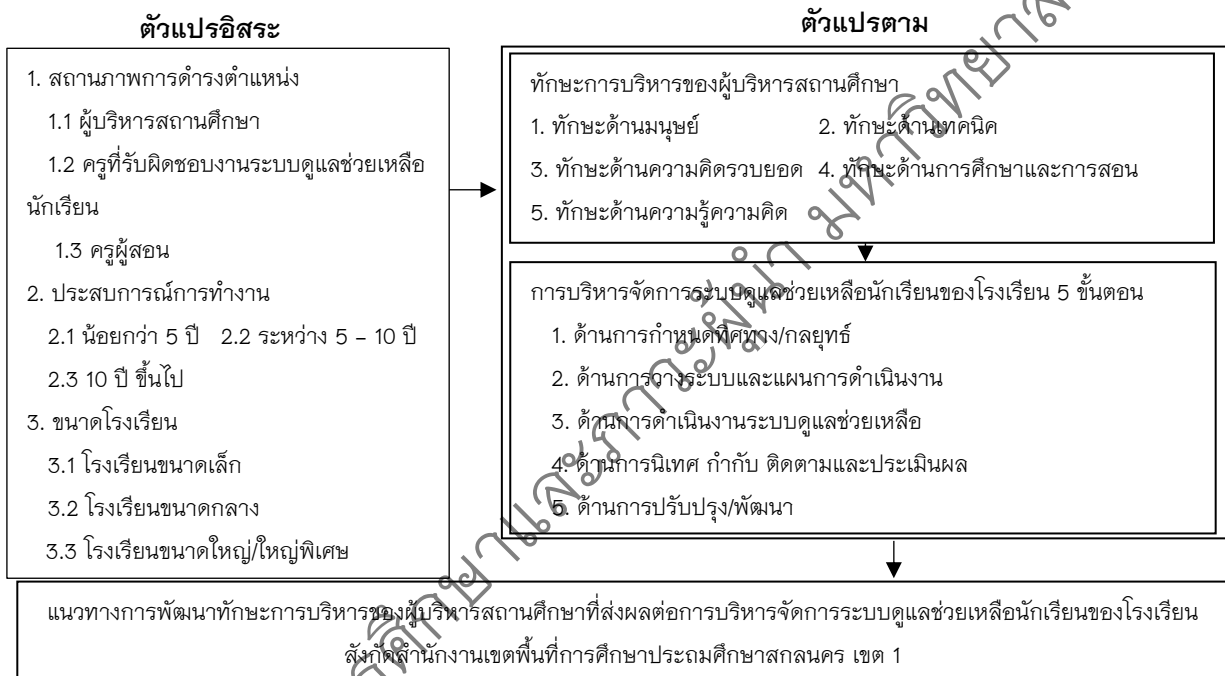 ตัวแปรอิสระ
1. สถานภาพการดำรงตำแหน่ง
1.1 ผู้บริหารสถานศึกษา
1.2 ครูที่รับผิดชอบงานระบบดูแลช่วยเหลือ
นักเรียน
1.3 ครูผู้สอน
2. ประสบการณ์การทำงาน
2.1 น้อยกว่า 5 ปี 2.2 ระหว่าง 5 – 10 ปี
2.3 10 ปี ขึ้นไป
3. ขนาดโรงเรียน
3.1 โรงเรียนขนาดเล็ก
3.2 โรงเรียนขนาดกลาง
3.3 โรงเรียนขนาดใหญ่/ใหญ่พิเศษ
ตัวแปรตาม
ทักษะการบริหารของผู้บริหารสถานศึกษา
1. ทักษะด้านมนุษย์ 2. ทักษะด้านเทคนิค
3. ทักษะด้านความคิดรวบยอด 4. ทักษะด้านการศึกษาและการสอน
5. ทักษะด้านความรู้ความคิด
การบริหารจัดการระบบดูแลช่วยเหลือนักเรียนของโรงเรียน 5 ขั้นตอน
1. ด้านการกำหนดทิศทาง/กลยุทธ์
2. ด้านการวางระบบและแผนการดำเนินงาน
3. ด้านการดำเนินงานระบบดูแลช่วยเหลือ
4. ด้านการนิเทศ กำกับ ติดตามและประเมินผล
5. ด้านการปรับปรุง/พัฒนา
แนวทางการพัฒนาทักษะการบริหารของผู้บริหารสถานศึกษาที่ส่งผลต่อการบริหารจัดการระบบดูแลช่วยเหลือนักเรียนของโรงเรียน
สังกัดสำนักงานเขตพื้นที่การศึกษาประถมศึกษาสกลนคร เขต 1
และภาวะผู้นำ